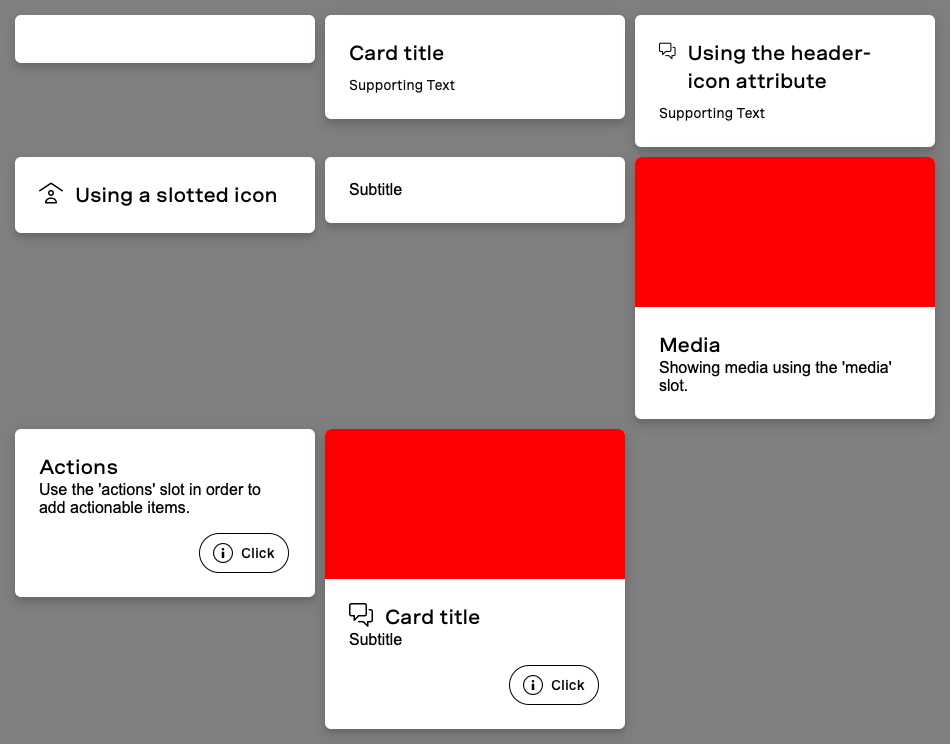 Card title
Supporting Text
Using the header-
icon attribute
Supporting Text
Using a slotted icon
Subtitle
Media
Showing media using the 'media'
slot.
Actions
Use the 'actions' slot in order to
add actionable items.
Click
Card title
Subtitle
Click